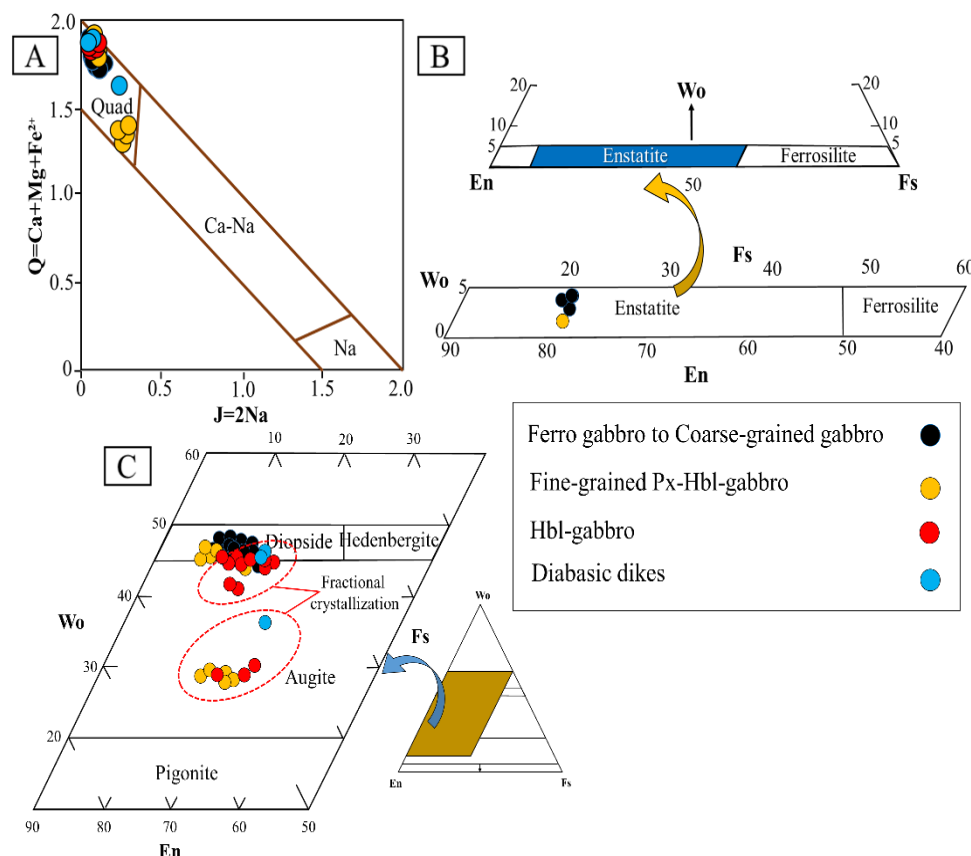 A
2.0
1.5
1.0
0.5
0
Q=Ca+Mg+Fe²⁺
Quad
Ca-Na
Na
0
0.5
1.0
1.5
2.0
J=2Na
B
20
10
5
Wo
20
10
5
Enstatite
Ferrosilite
En
50
Fs
Fs
Wo
20
30
40
50
60
5
Enstatite
Ferrosilite
0
90
80
70
60
50
40
En
Ferro gabbro to Coarse-grained gabbro
Fine-grained Px-Hbl-gabbro
Hbl-gabbro
Diabasic dikes
C
10
20
30
60
50
Diopside
Hedenbergite
Fractional
crystallization
40
Wo
Fs
30
Augite
20
Pigonite
90
80
70
60
50
En
Wo
En
Fs